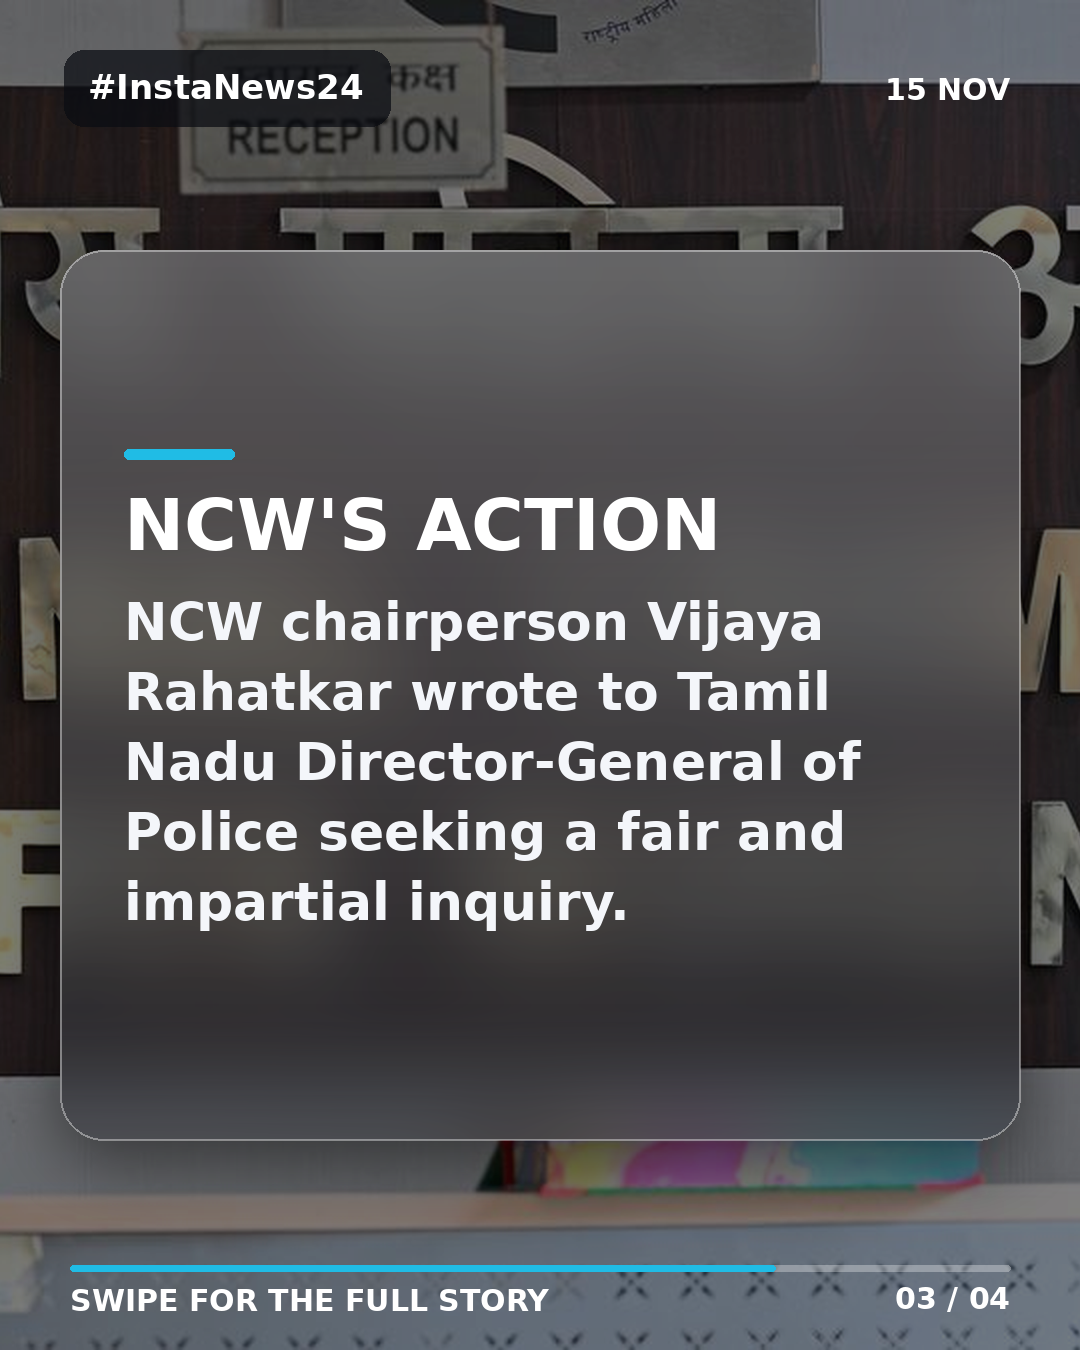 राष्ट्रीय महिला
#InstaNews24
कक्ष
RECEPTION
15 NOV
NCW'S ACTION
NCW chairperson Vijaya
Rahatkar wrote to Tamil
Nadu Director-General of
Police seeking a fair and
impartial inquiry.
SWIPE FOR THE FULL STORY
03 / 04